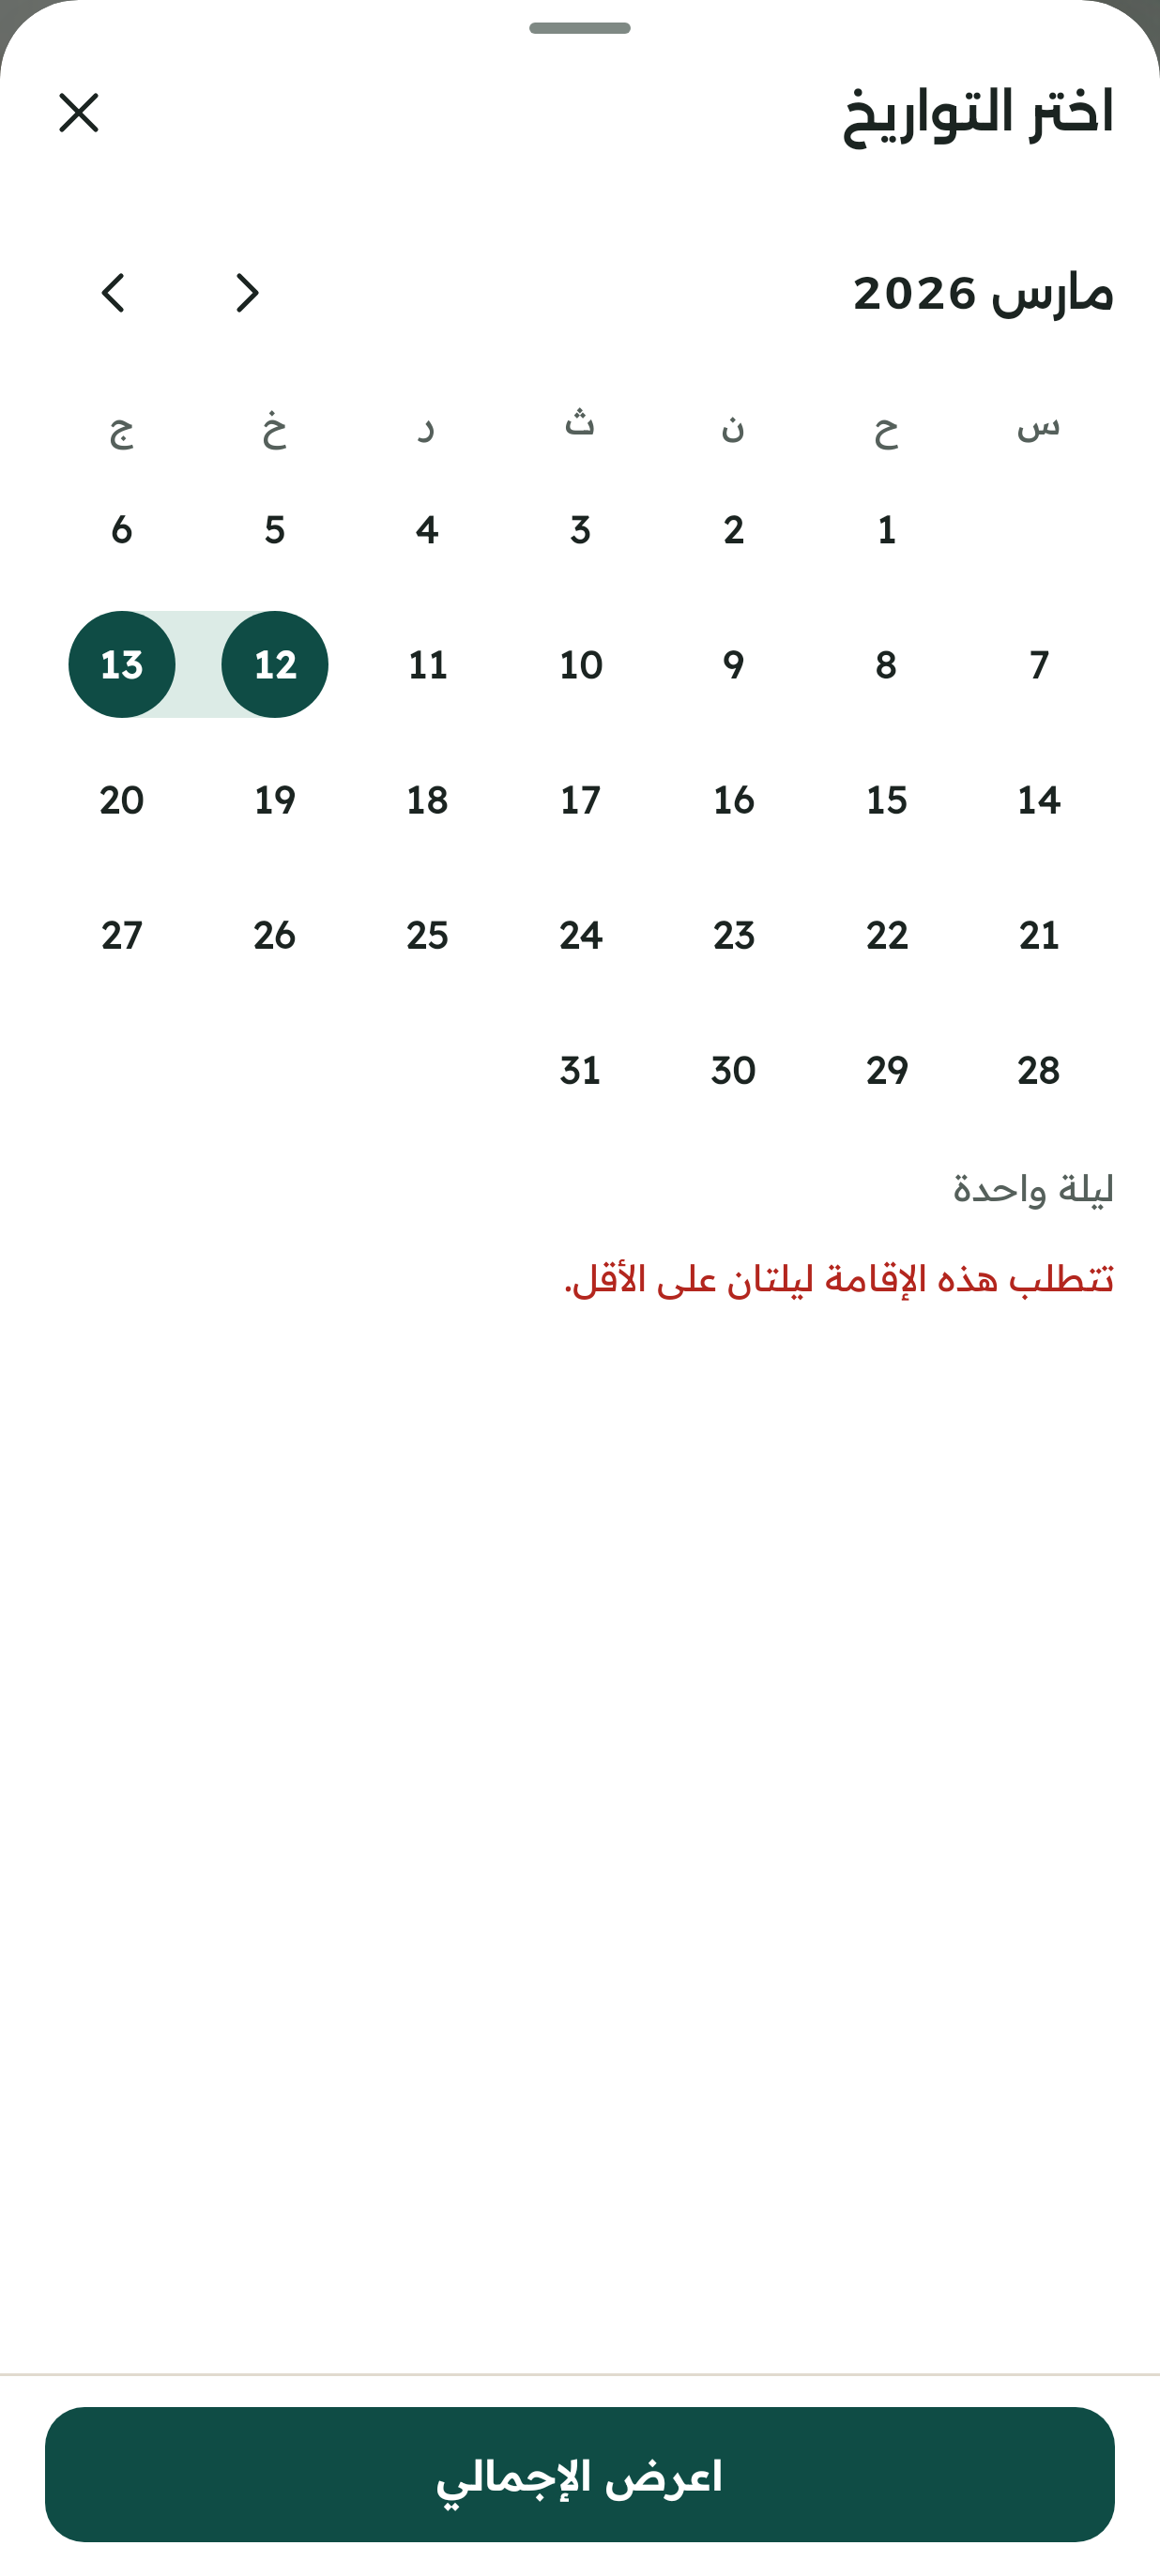 اختر التواريخ
مارس 2026
س ح ن ث ر خ ج
1 2 3 4 5 6
7 8 9 10 11 12 13
14 15 16 17 18 19 20
21 22 23 24 25 26 27
28 29 30 31
ليلة واحدة
تتطلب هذه الإقامة ليلتان على الأقل.
اعرض الإجمالي